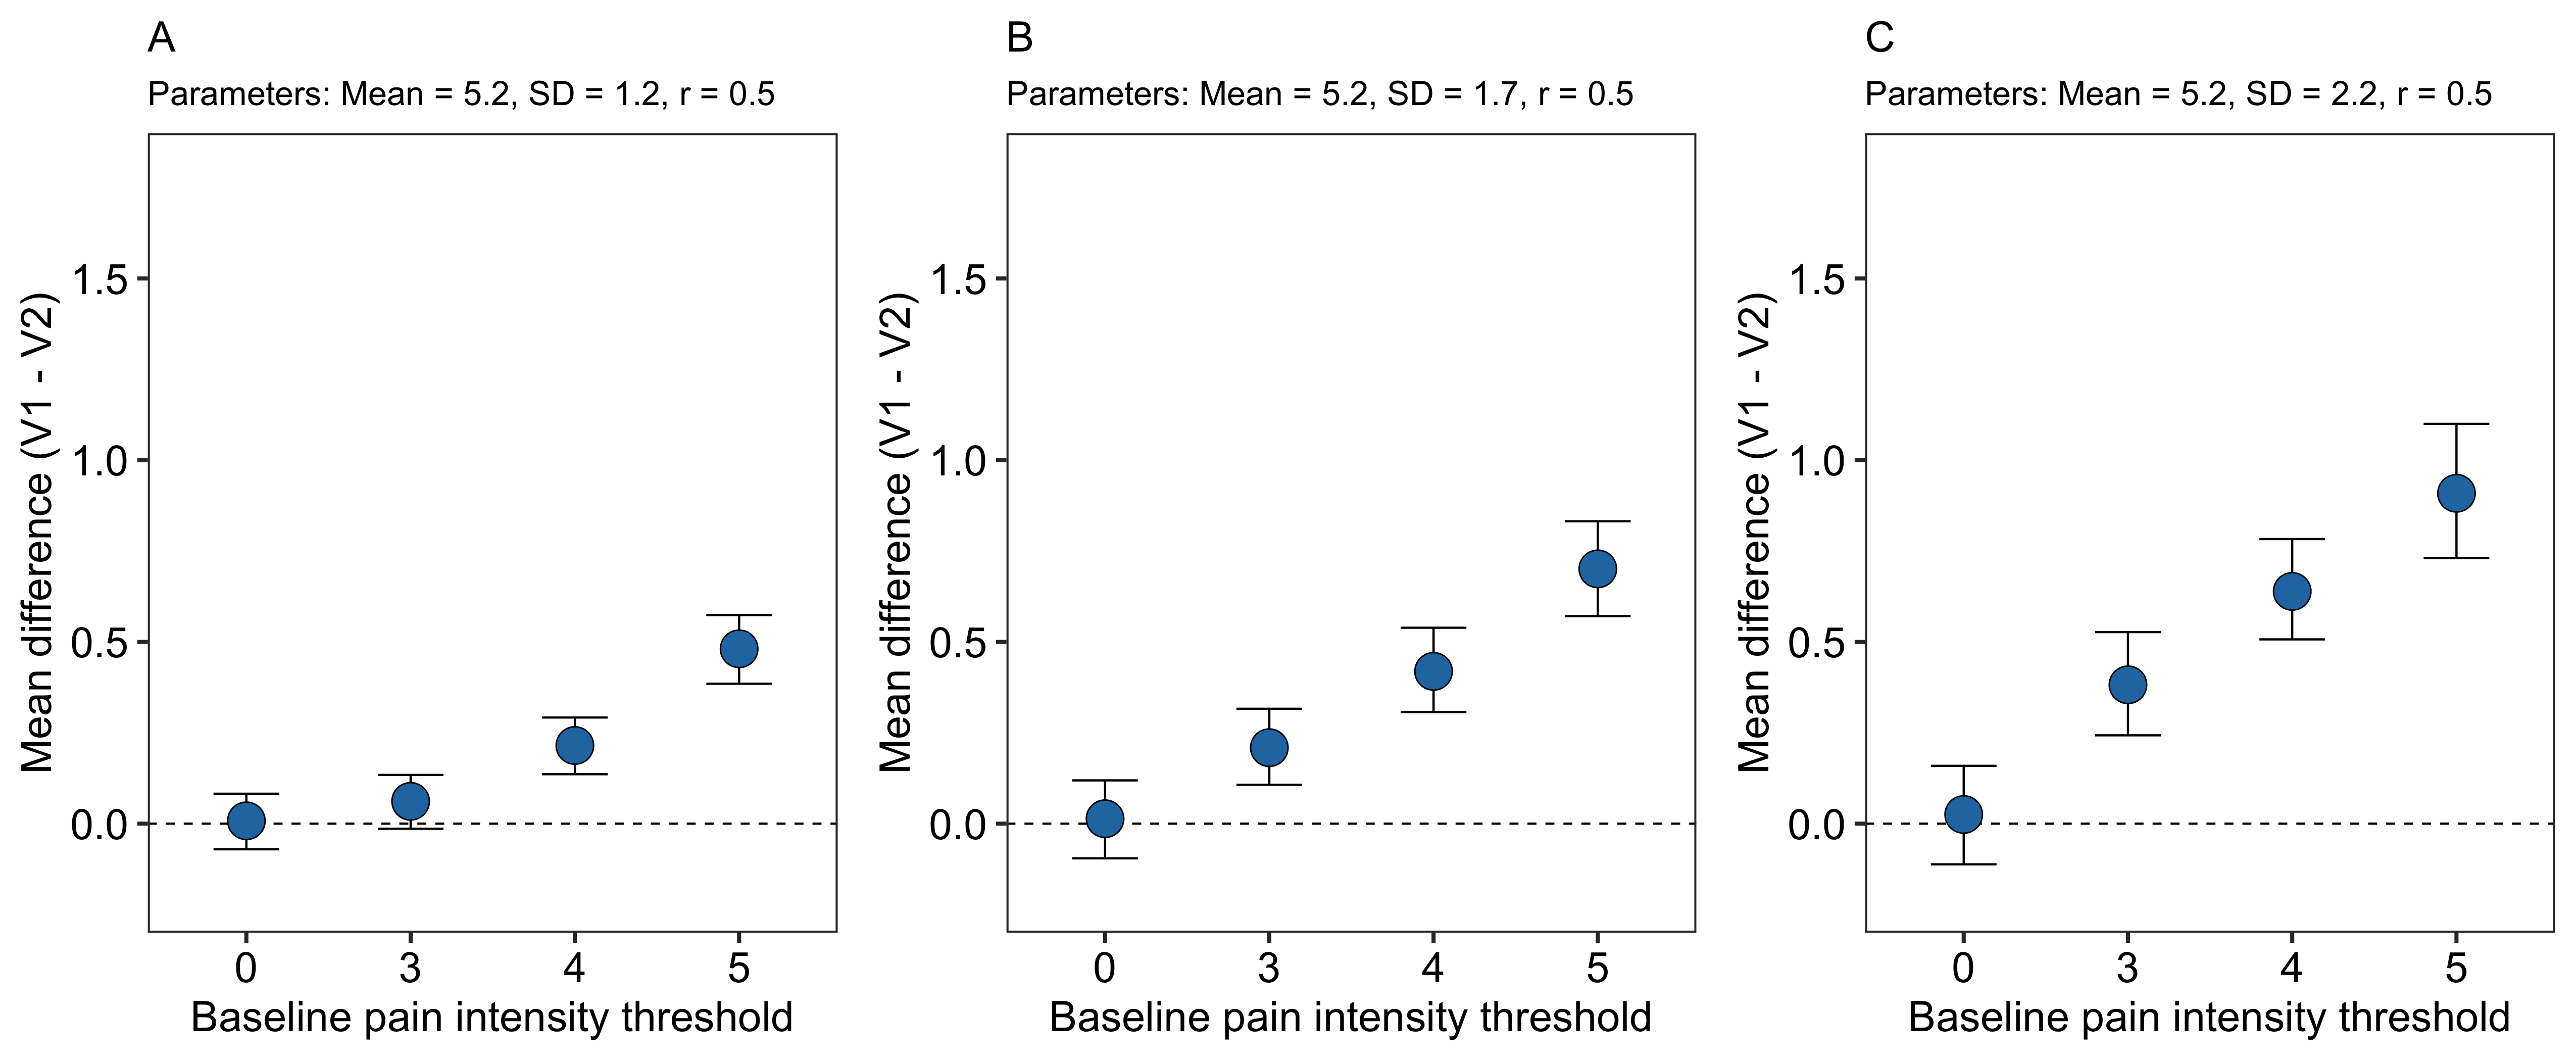 A
Parameters: Mean = 5.2, SD = 1.2, r = 0.5
Mean difference (V1 - V2)
1.5
1.0
0.5
0.0
0 3 4 5
Baseline pain intensity threshold
B
Parameters: Mean = 5.2, SD = 1.7, r = 0.5
Mean difference (V1 - V2)
1.5
1.0
0.5
0.0
0 3 4 5
Baseline pain intensity threshold
C
Parameters: Mean = 5.2, SD = 2.2, r = 0.5
Mean difference (V1 - V2)
1.5
1.0
0.5
0.0
0 3 4 5
Baseline pain intensity threshold